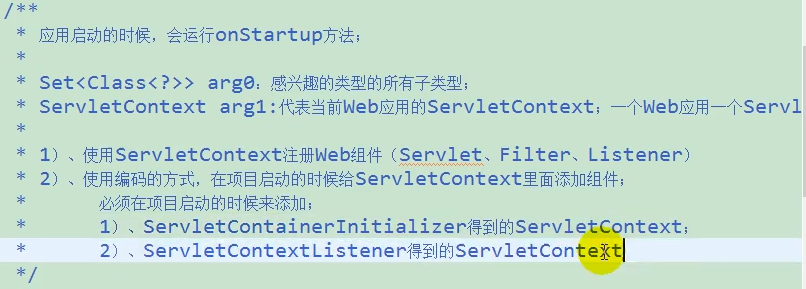 /**
* 应用启动的时候，会运行onStartup方法；
*
* Set<Class<?>> arg0：感兴趣的类型的所有子类型；
* ServletContext arg1:代表当前Web应用的ServletContext；一个Web应用一个Servl
*
* 1）、使用ServletContext注册Web组件（Servlet、Filter、Listener）
* 2）、使用编码的方式，在项目启动的时候给ServletContext里面添加组件；
* 必须在项目启动的时候来添加；
* 1）、ServletContainerInitializer得到的ServletContext；
* 2）、ServletContextListener得到的ServletContext
*/